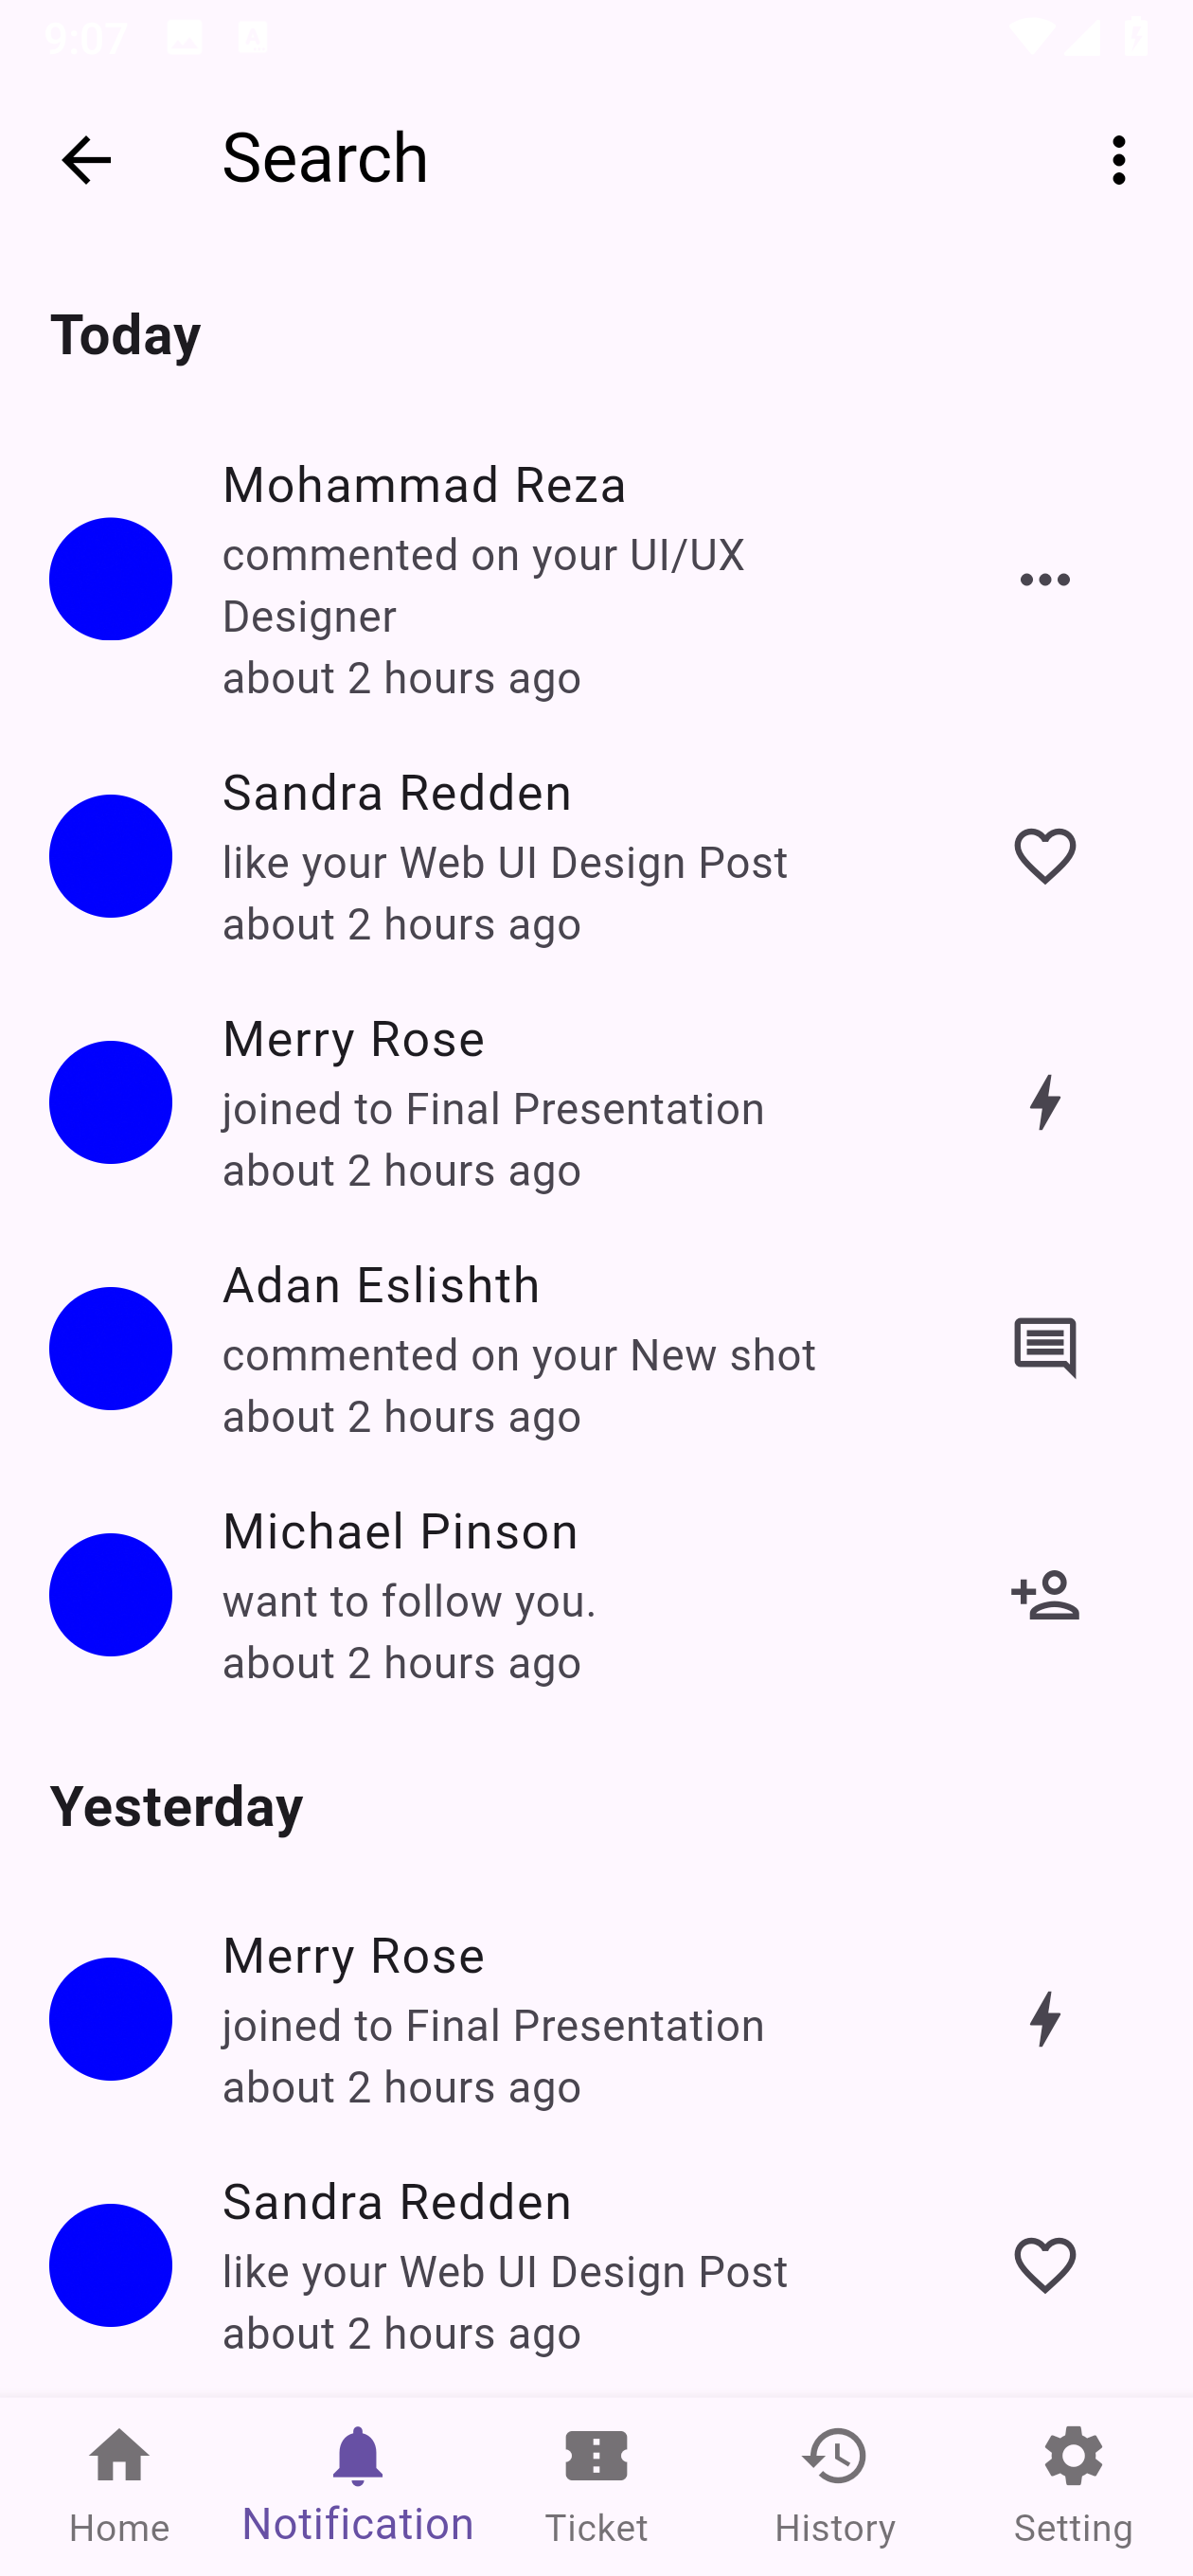 9:07
Search
Today
Mohammad Reza
commented on your UI/UX
Designer
about 2 hours ago
Sandra Redden
like your Web UI Design Post
about 2 hours ago
Merry Rose
joined to Final Presentation
about 2 hours ago
Adan Eslishth
commented on your New shot
about 2 hours ago
Michael Pinson
want to follow you.
about 2 hours ago
Yesterday
Merry Rose
joined to Final Presentation
about 2 hours ago
Sandra Redden
like your Web UI Design Post
about 2 hours ago
Home
Notification
Ticket
History
Setting